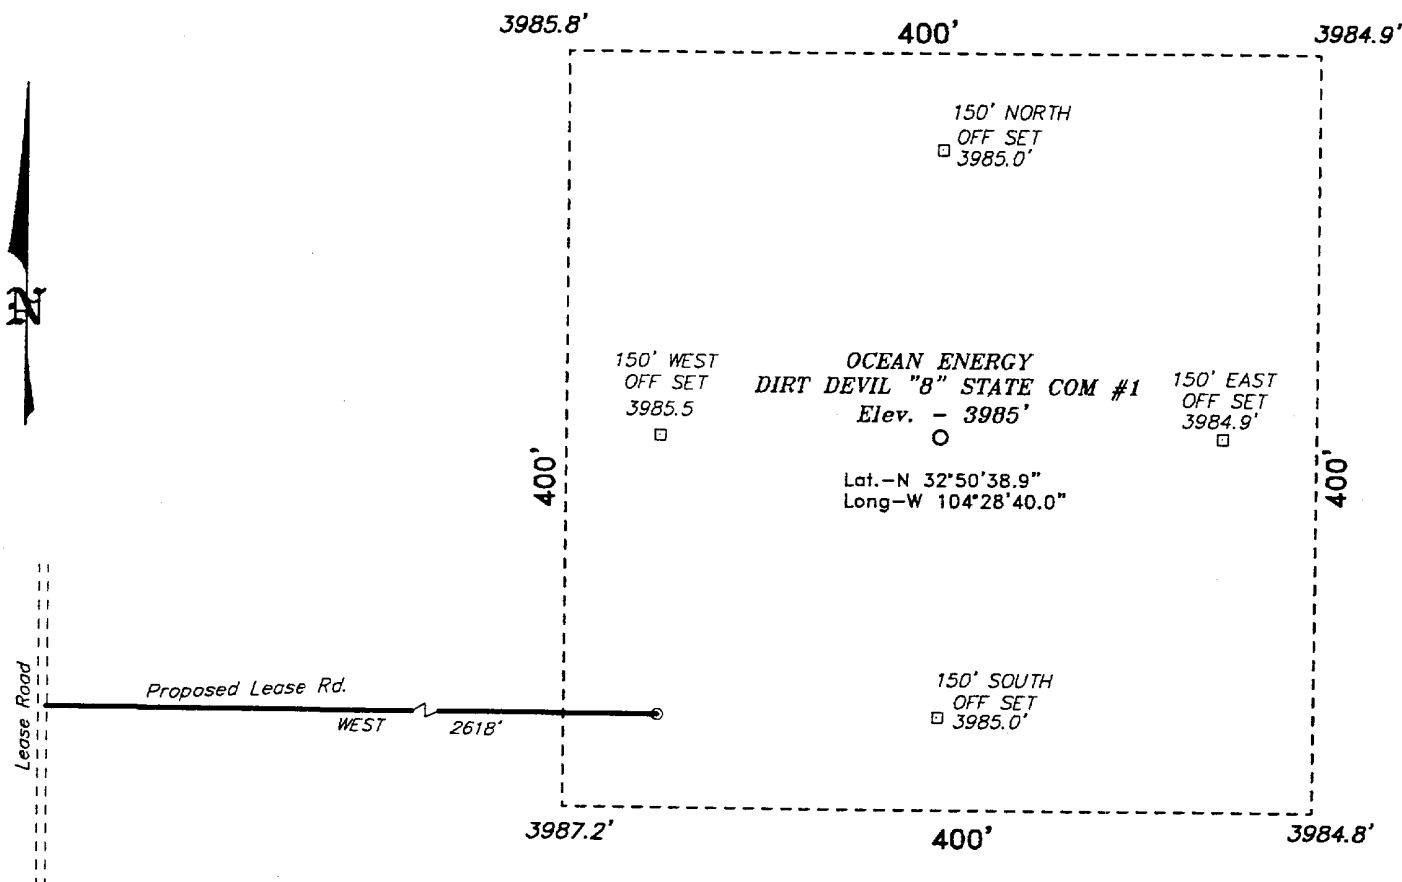 3985.8'
400'
3984.9'
150' NORTH
OFF SET
3985.0'
N
150' WEST
OFF SET
3985.5
OCEAN ENERGY
DIRT DEVIL "8" STATE COM #1
Elev. - 3985'
150' EAST
OFF SET
3984.9'
400'
400'
Lat.-N 32°50'38.9"
Long-W 104°28'40.0"
Lease Road
Proposed Lease Rd.
WEST 2618'
150' SOUTH
OFF SET
3985.0'
3987.2'
400'
3984.8'